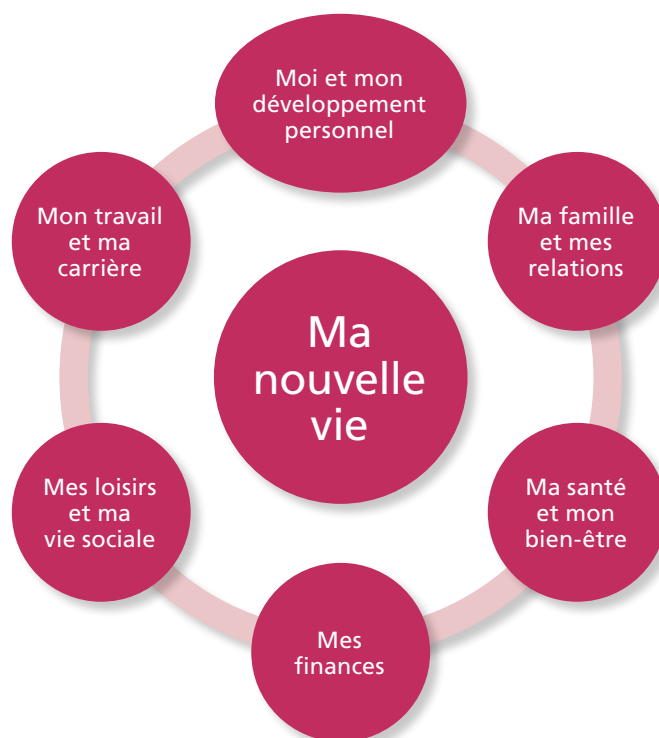 Moi et mon
développement
personnel
Ma famille
et mes
relations
Ma santé
et mon
bien-être
Mes
finances
Mes loisirs
et ma
vie sociale
Mon travail
et ma
carrière
Ma
nouvelle
vie